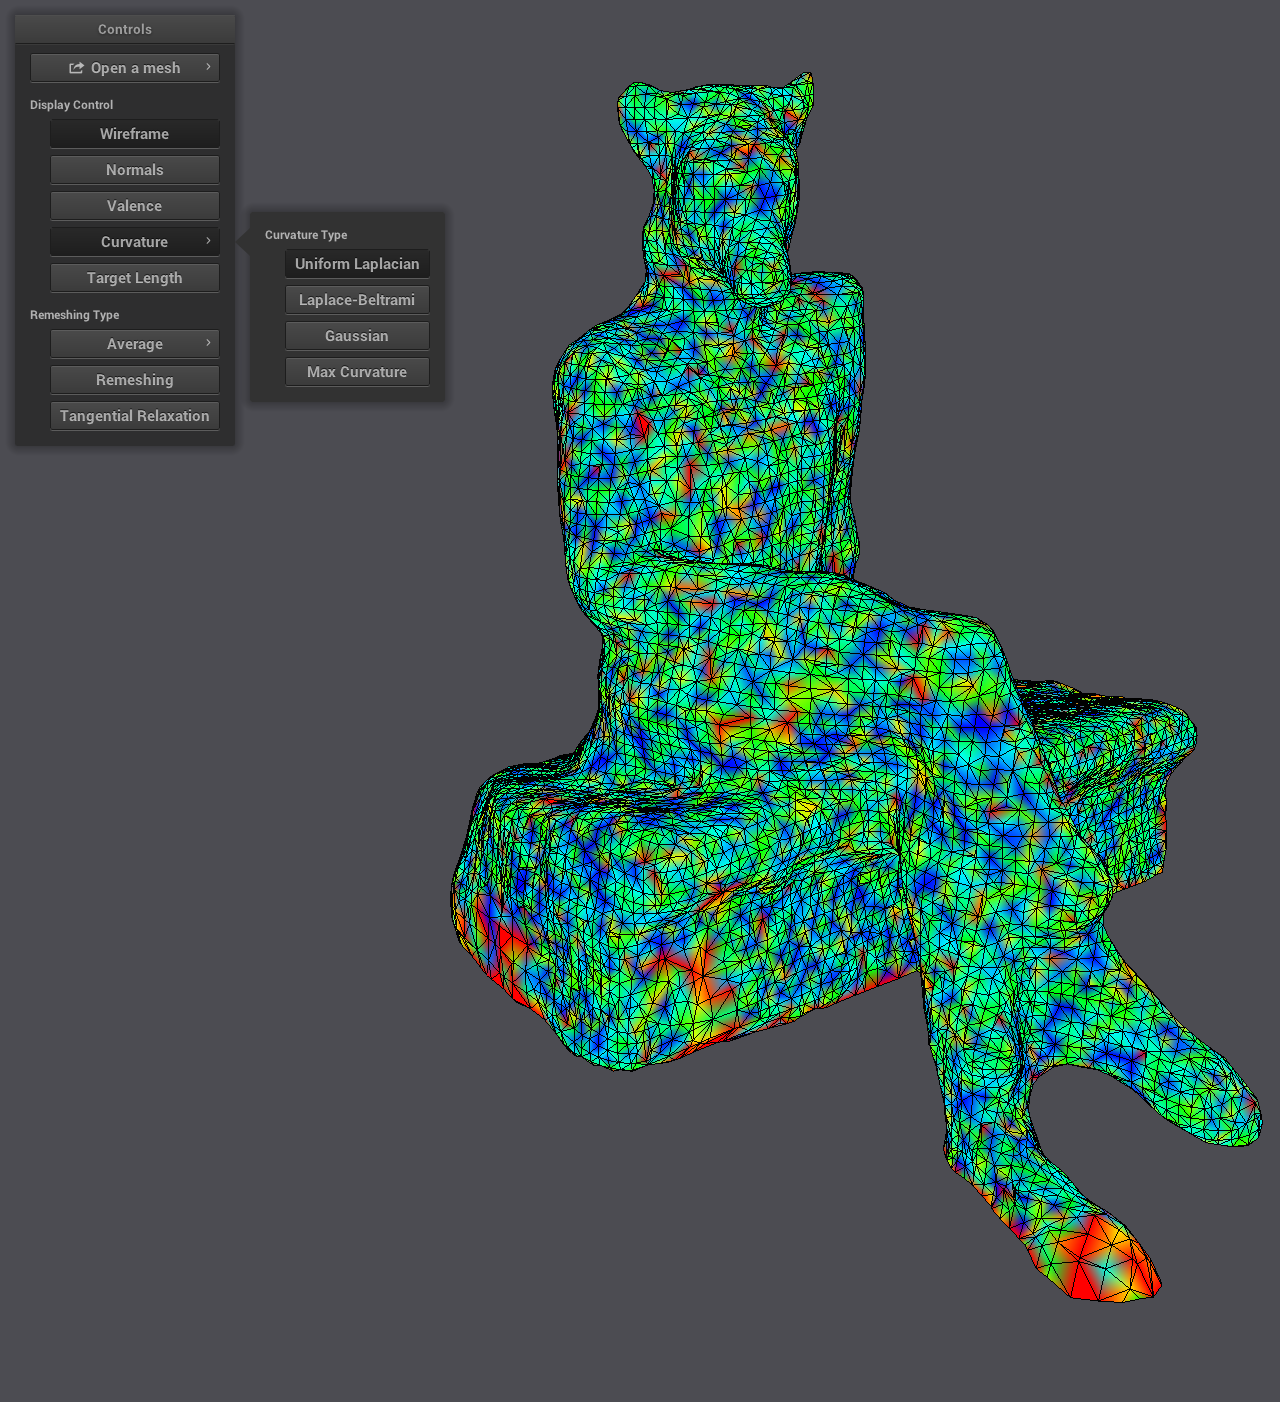 Controls
Open a mesh
Display Control
Wireframe
Normals
Valence
Curvature
Target Length
Remeshing Type
Average
Remeshing
Tangential Relaxation
Curvature Type
Uniform Laplacian
Laplace-Beltrami
Gaussian
Max Curvature